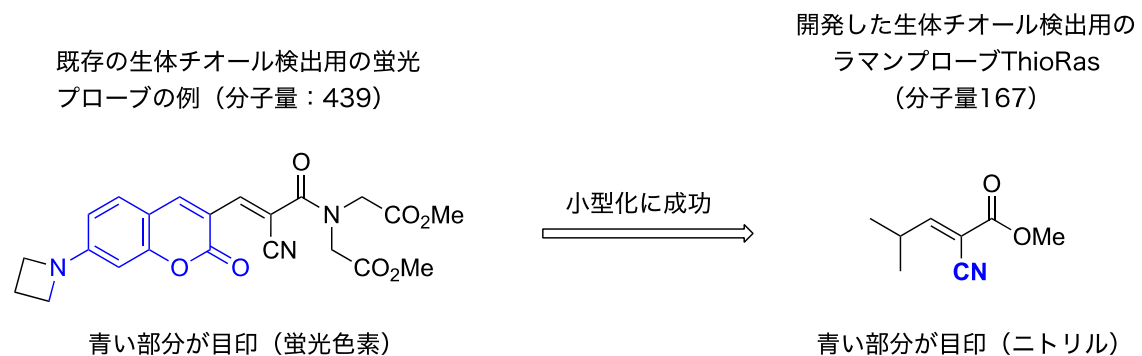 既存の生体チオール検出用の蛍光
プローブの例（分子量：439）
開発した生体チオール検出用の
ラマンプローブThioRas
（分子量167）
O
N
CO₂Me
CN
CO₂Me
N
O
O
小型化に成功
O
OMe
CN
青い部分が目印（蛍光色素）
青い部分が目印（ニトリル）